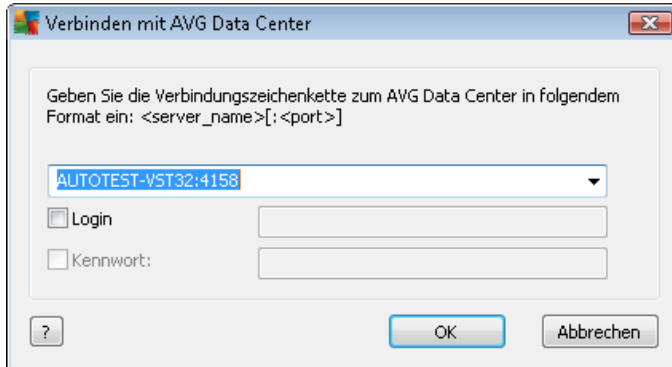 Verbinden mit AVG Data Center
Geben Sie die Verbindungszeichenkette zum AVG Data Center in folgendem
Format ein: <server_name>[:<port>]
AUTOTEST-VST32:4158
Login
Kennwort:
?
OK
Abbrechen